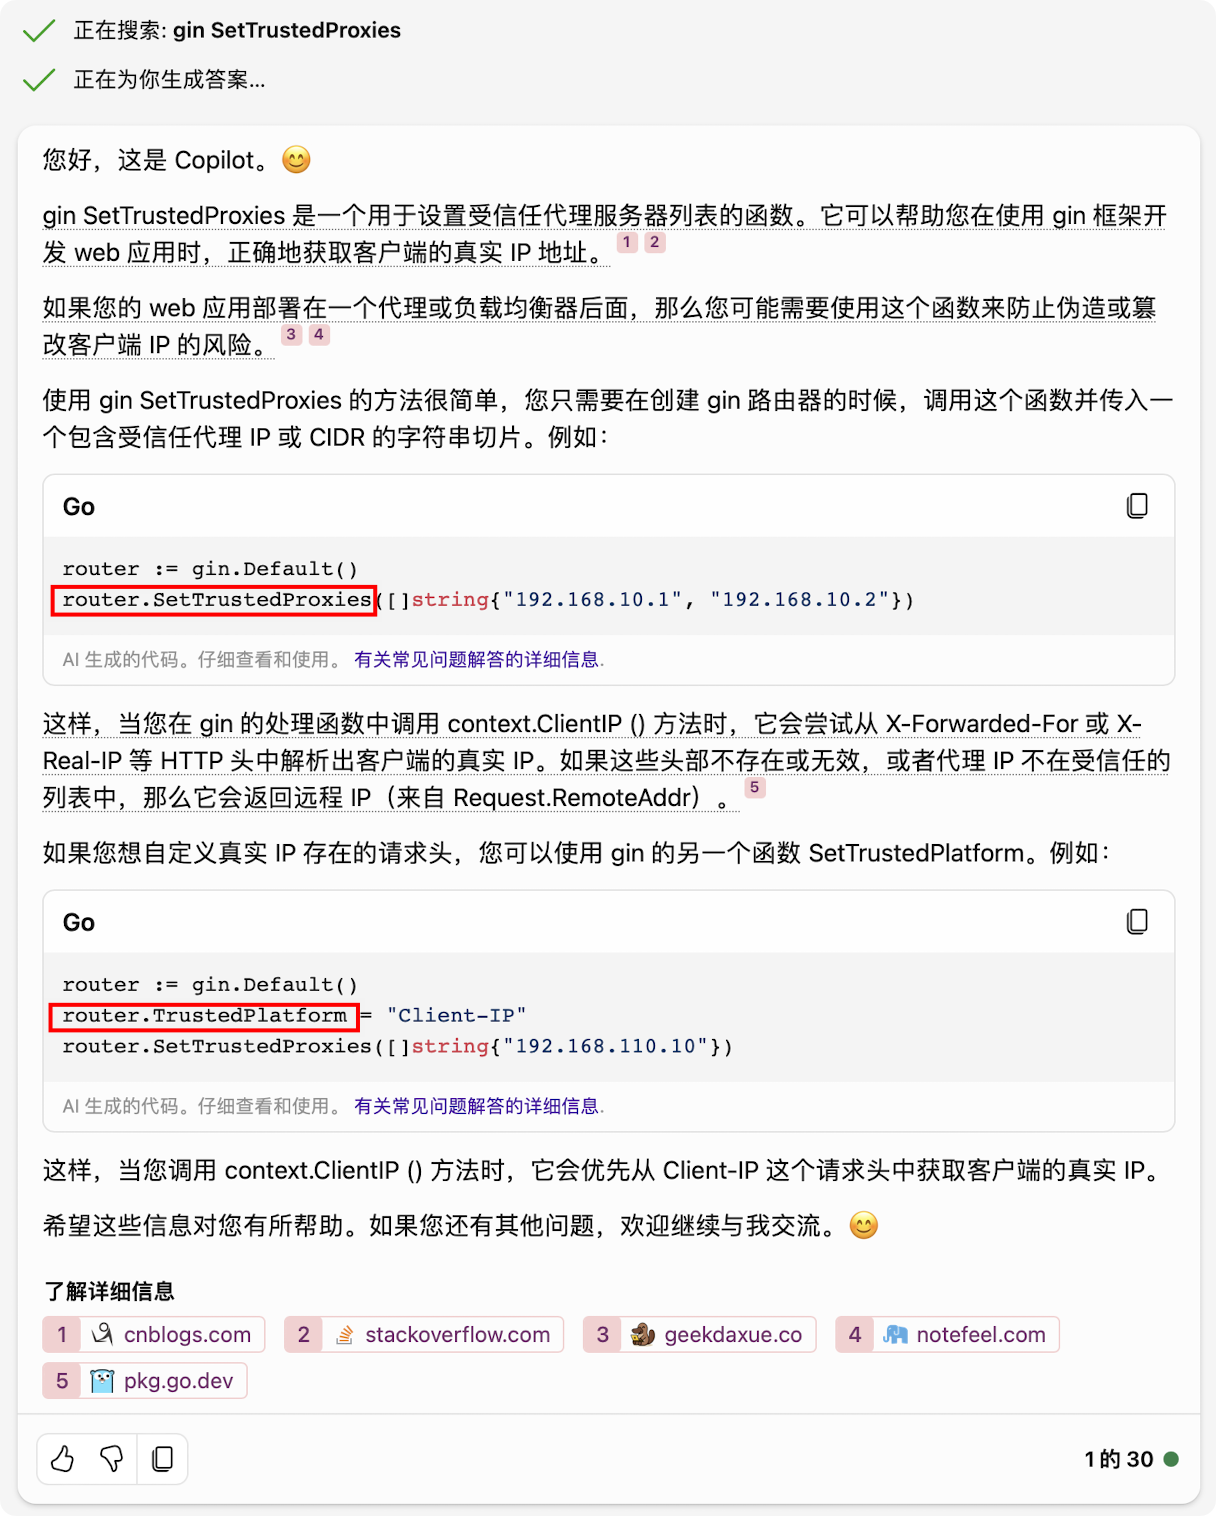 正在搜索: gin SetTrustedProxies
正在为你生成答案...
您好，这是 Copilot。😊
gin SetTrustedProxies 是一个用于设置受信任代理服务器列表的函数。它可以帮助您在使用 gin 框架开
发 web 应用时，正确地获取客户端的真实 IP 地址。 1 2
如果您的 web 应用部署在一个代理或负载均衡器后面，那么您可能需要使用这个函数来防止伪造或篡
改客户端 IP 的风险。 3 4
使用 gin SetTrustedProxies 的方法很简单，您只需要在创建 gin 路由器的时候，调用这个函数并传入一
个包含受信任代理 IP 或 CIDR 的字符串切片。例如：
Go
router := gin.Default()
router.SetTrustedProxies([]string{"192.168.10.1", "192.168.10.2"})
AI 生成的代码。仔细查看和使用。 有关常见问题解答的详细信息.
这样，当您在 gin 的处理函数中调用 context.ClientIP () 方法时，它会尝试从 X-Forwarded-For 或 X-
Real-IP 等 HTTP 头中解析出客户端的真实 IP。如果这些头部不存在或无效，或者代理 IP 不在受信任的
列表中，那么它会返回远程 IP（来自 Request.RemoteAddr）。 5
如果您想自定义真实 IP 存在的请求头，您可以使用 gin 的另一个函数 SetTrustedPlatform。例如：
Go
router := gin.Default()
router.TrustedPlatform = "Client-IP"
router.SetTrustedProxies([]string{"192.168.110.10"})
AI 生成的代码。仔细查看和使用。 有关常见问题解答的详细信息.
这样，当您调用 context.ClientIP () 方法时，它会优先从 Client-IP 这个请求头中获取客户端的真实 IP。
希望这些信息对您有所帮助。如果您还有其他问题，欢迎继续与我交流。😊
了解详细信息
1 cnblogs.com 2 stackoverflow.com 3 geekdaxue.co 4 notefeel.com
5 pkg.go.dev
1 的 30